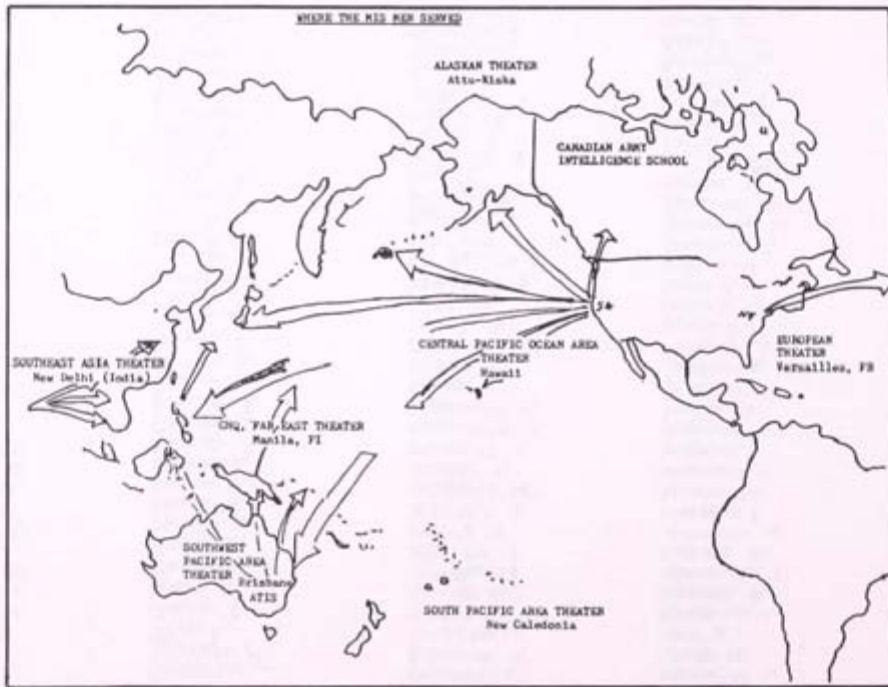 WHERE THE MIS MEN SERVED
ALASKAN THEATER
Attu-Kiska
CANADIAN ARMY
INTELLIGENCE SCHOOL
SOUTHEAST ASIA THEATER
New Delhi (India)
CENTRAL PACIFIC OCEAN AREA
THEATER
Hawaii
NY
EUROPEAN
THEATER
Versailles, FR
GHQ, FAR EAST THEATER
Manila, PI
SOUTHWEST
PACIFIC AREA
THEATER
Brisbane
ATIS
SOUTH PACIFIC AREA THEATER
New Caledonia